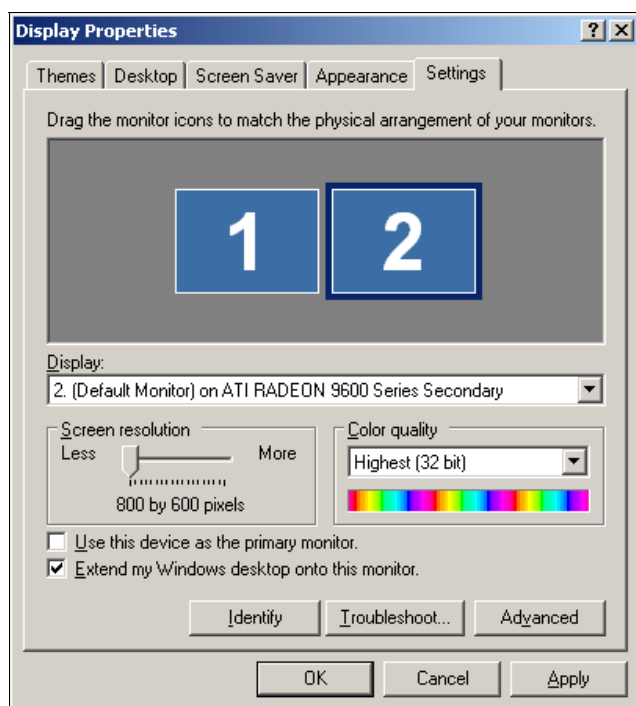 Display Properties
Themes Desktop Screen Saver Appearance Settings
Drag the monitor icons to match the physical arrangement of your monitors.
1 2
Display:
2. (Default Monitor) on ATI RADEON 9600 Series Secondary
Screen resolution Color quality
Less More Highest (32 bit)
800 by 600 pixels
Use this device as the primary monitor.
Extend my Windows desktop onto this monitor.
Identify Troubleshoot... Advanced
OK Cancel Apply